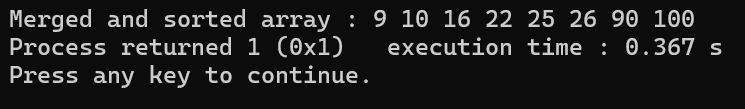 Merged and sorted array : 9 10 16 22 25 26 90 100
Process returned 1 (0x1)   execution time : 0.367 s
Press any key to continue.